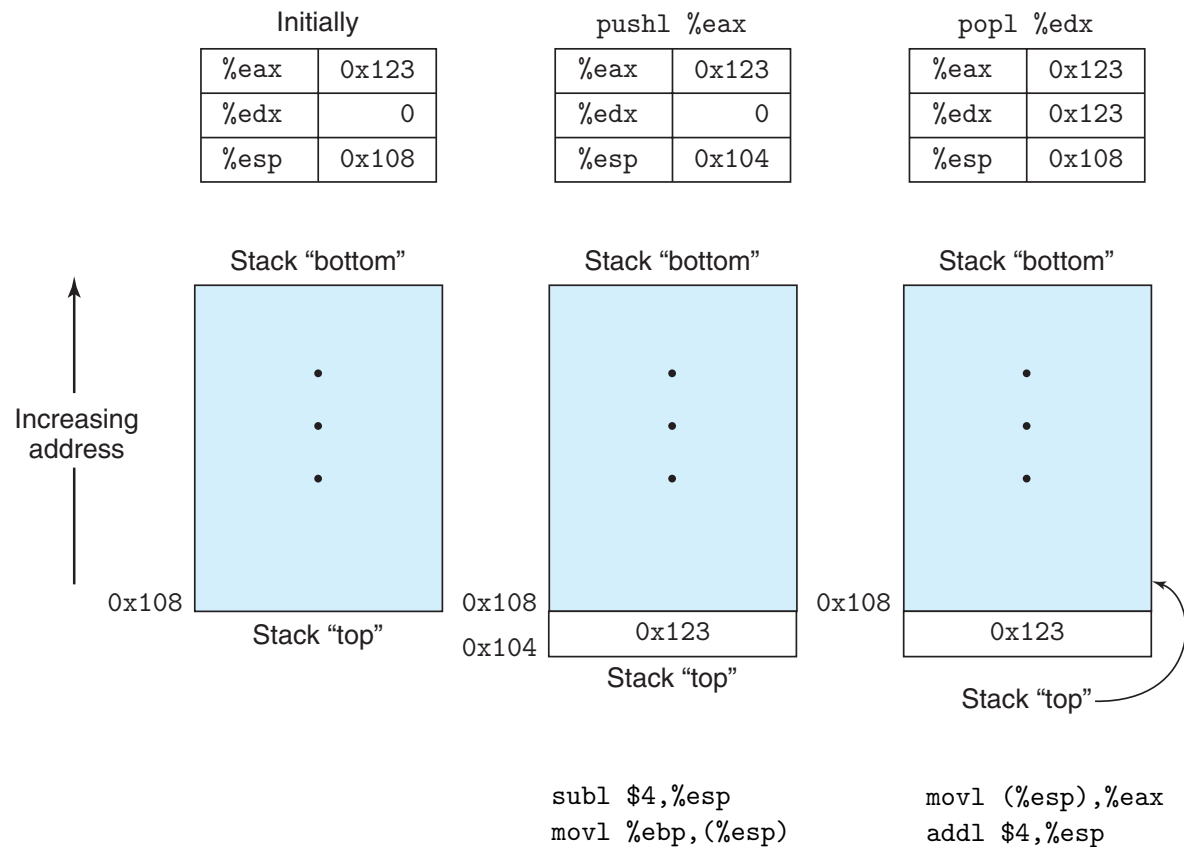 Initially
%eax 0x123
%edx 0
%esp 0x108
pushl %eax
%eax 0x123
%edx 0
%esp 0x104
popl %edx
%eax 0x123
%edx 0x123
%esp 0x108
Increasing
address
Stack “bottom”
0x108
Stack “top”
Stack “bottom”
0x108
0x123
0x104
Stack “top”
Stack “bottom”
0x108
0x123
Stack “top”
subl $4,%esp
movl %ebp,(%esp)
movl (%esp),%eax
addl $4,%esp